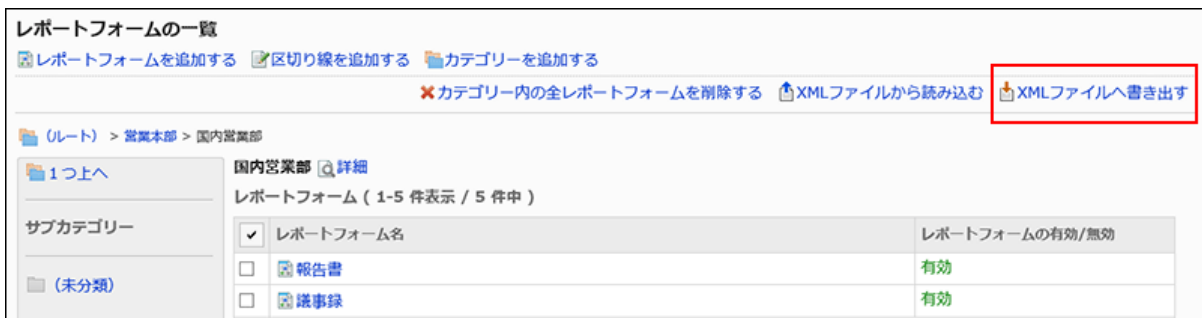 レポートフォームの一覧
レポートフォームを追加する 区切り線を追加する カテゴリーを追加する
カテゴリー内の全レポートフォームを削除する XMLファイルから読み込む XMLファイルへ書き出す
(ルート) > 営業本部 > 国内営業部
1つ上へ
サブカテゴリー
(未分類)
国内営業部 詳細
レポートフォーム ( 1-5 件表示 / 5 件中 )
レポートフォーム名 レポートフォームの有効/無効
報告書 有効
議事録 有効